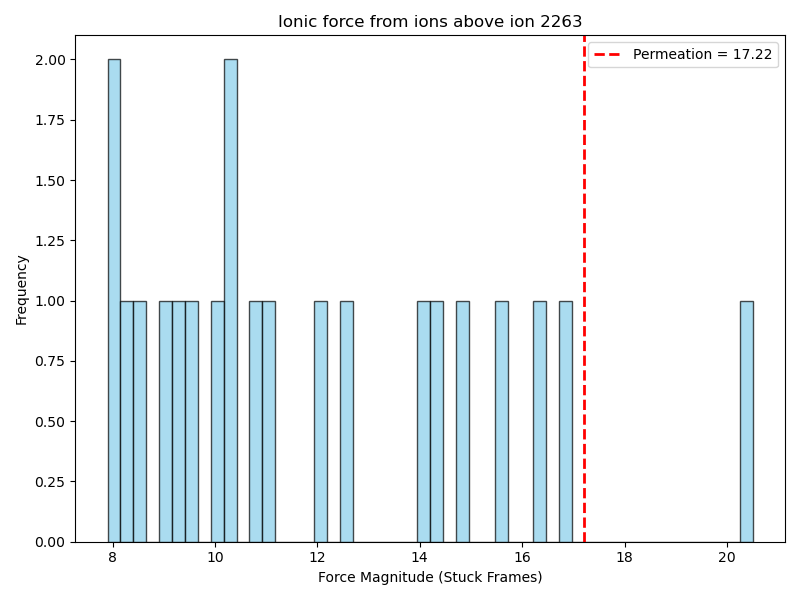 Ionic force from ions above ion 2263
Permeation = 17.22
2.00
1.75
1.50
1.25
1.00
0.75
0.50
0.25
0.00
Frequency
8 10 12 14 16 18 20
Force Magnitude (Stuck Frames)